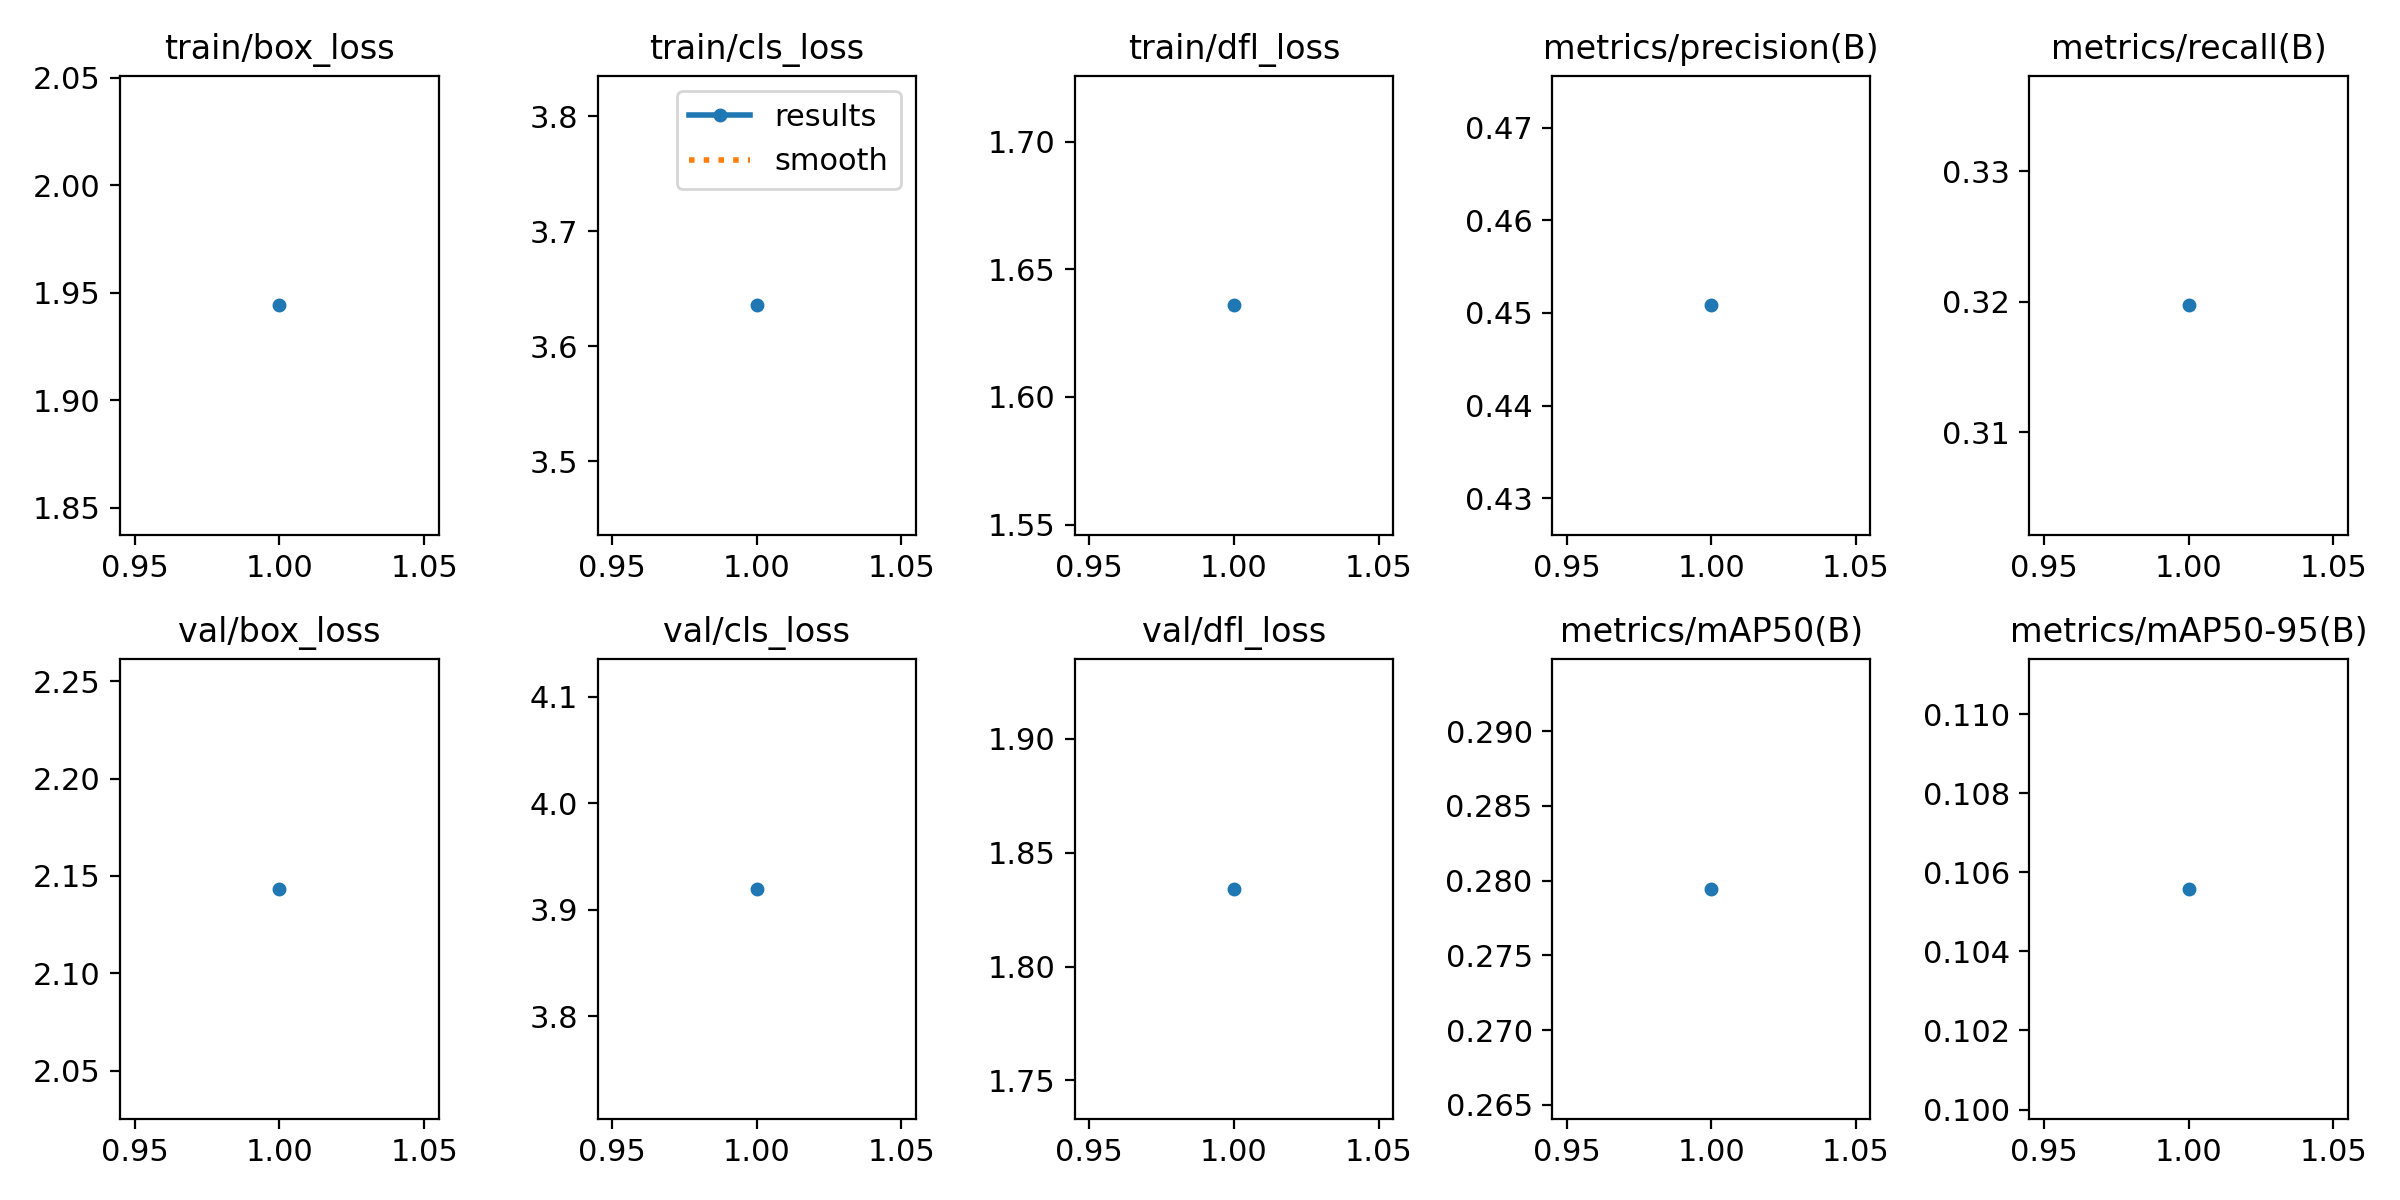 train/box_loss
2.05
2.00
1.95
1.90
1.85
0.95 1.00 1.05
train/cls_loss
results
smooth
3.8
3.7
3.6
3.5
0.95 1.00 1.05
train/dfl_loss
1.70
1.65
1.60
1.55
0.95 1.00 1.05
metrics/precision(B)
0.47
0.46
0.45
0.44
0.43
0.95 1.00 1.05
metrics/recall(B)
0.33
0.32
0.31
0.95 1.00 1.05
val/box_loss
2.25
2.20
2.15
2.10
2.05
0.95 1.00 1.05
val/cls_loss
4.1
4.0
3.9
3.8
0.95 1.00 1.05
val/dfl_loss
1.90
1.85
1.80
1.75
0.95 1.00 1.05
metrics/mAP50(B)
0.290
0.285
0.280
0.275
0.270
0.265
0.95 1.00 1.05
metrics/mAP50-95(B)
0.110
0.108
0.106
0.104
0.102
0.100
0.95 1.00 1.05